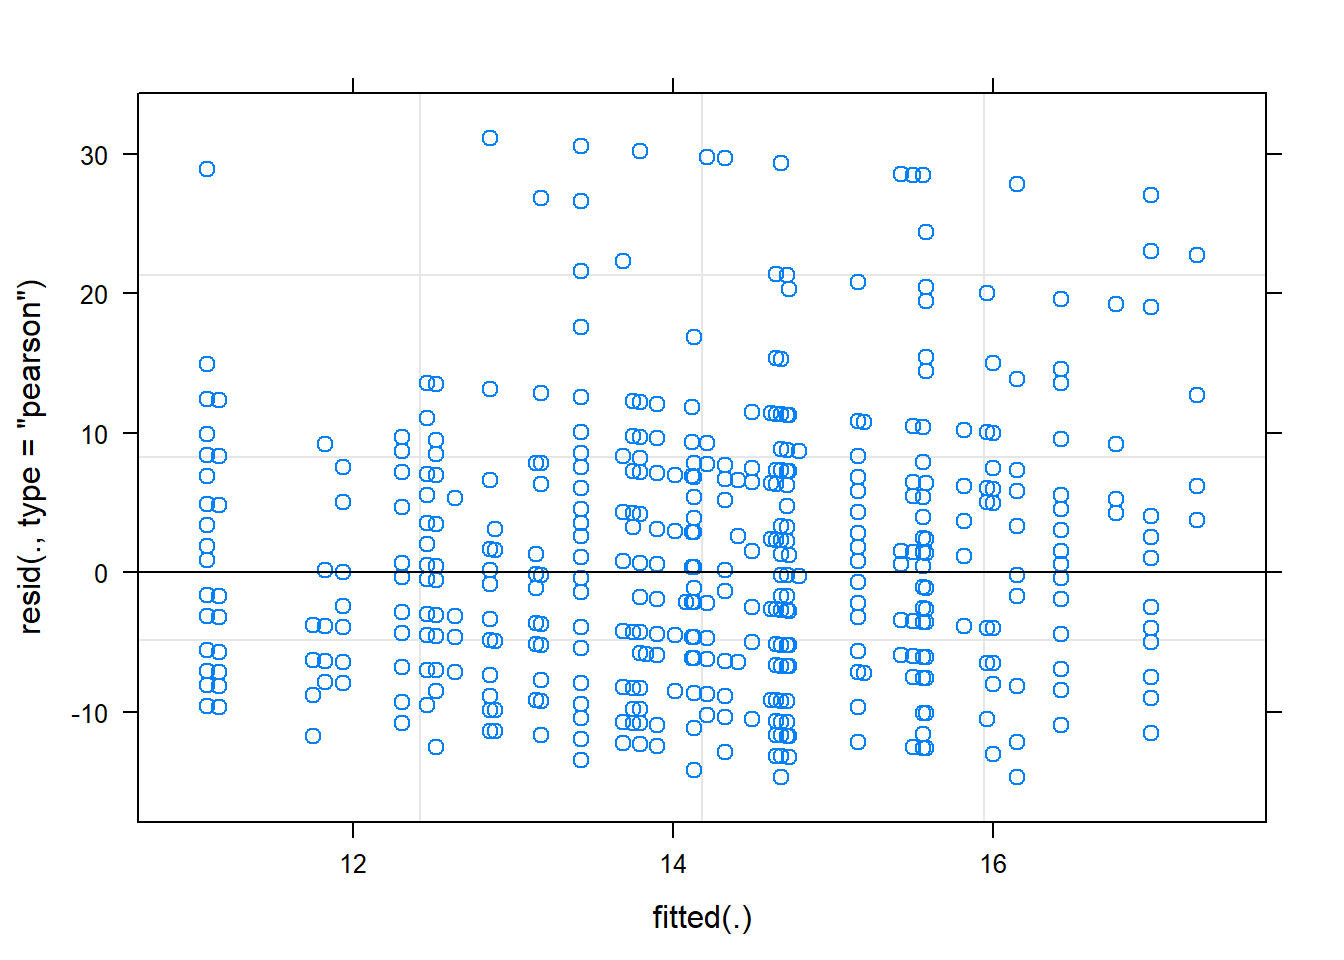 30
20
10
0
-10
12 14 16
fitted(.)
resid(., type = "pearson")